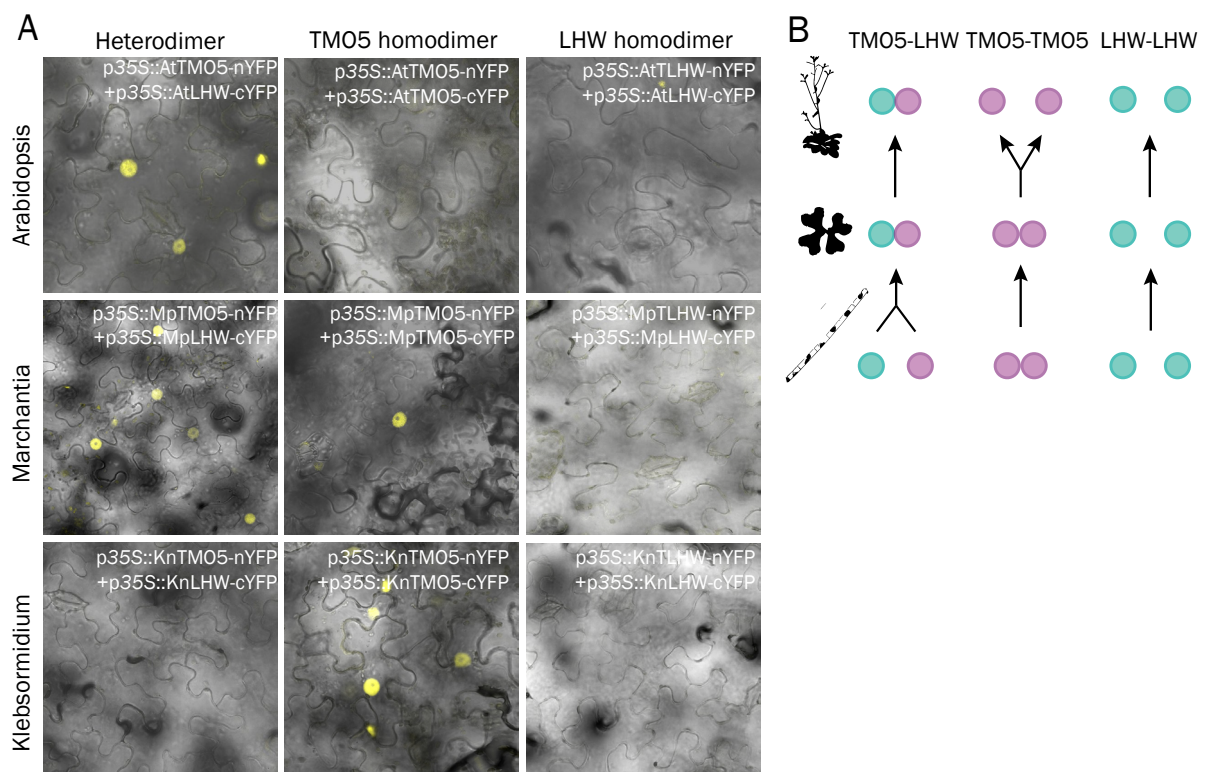 A
Heterodimer
TMO5 homodimer
LHW homodimer
Arabidopsis
p35S::AtTMO5-nYFP
+p35S::AtLHW-cYFP
p35S::AtTMO5-nYFP
+p35S::AtTMO5-cYFP
p35S::AtTLHW-nYFP
+p35S::AtLHW-cYFP
Marchantia
p35S::MpTMO5-nYFP
+p35S::MpLHW-cYFP
p35S::MpTMO5-nYFP
+p35S::MpTMO5-cYFP
p35S::MpTLHW-nYFP
+p35S::MpLHW-cYFP
Klebsormidium
p35S::KnTMO5-nYFP
+p35S::KnLHW-cYFP
p35S::KnTMO5-nYFP
+p35S::KnTMO5-cYFP
p35S::KnTLHW-nYFP
+p35S::KnLHW-cYFP
B
TMO5-LHW TMO5-TMO5 LHW-LHW